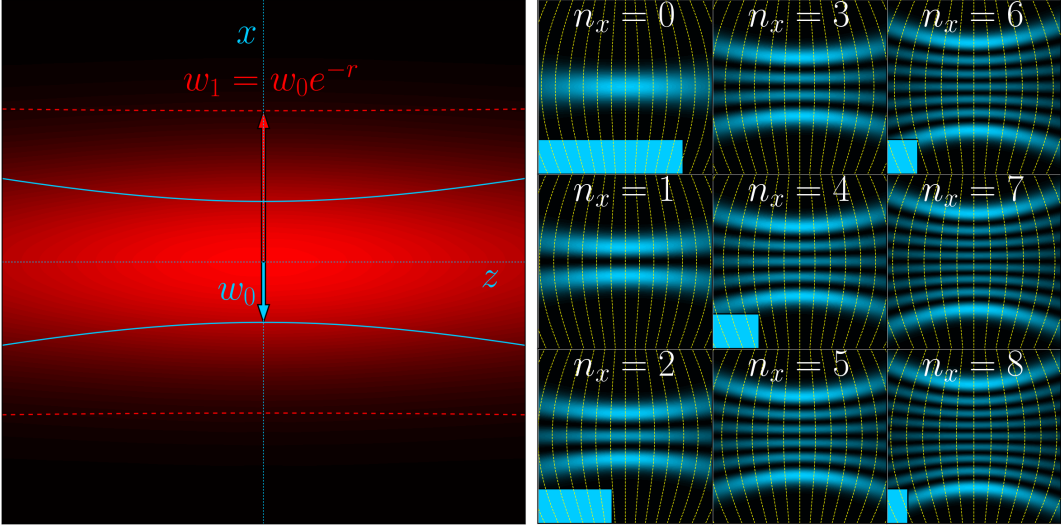 x
w₁ = w₀e⁻ʳ
z
w₀
nₓ = 0
nₓ = 3
nₓ = 6
nₓ = 1
nₓ = 4
nₓ = 7
nₓ = 2
nₓ = 5
nₓ = 8